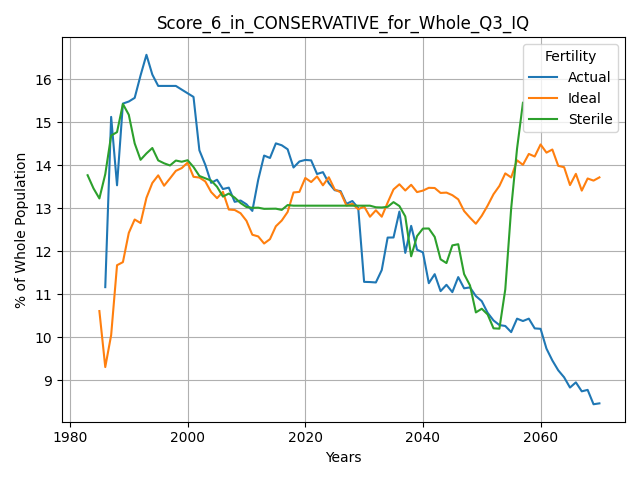 Score_6_in_CONSERVATIVE_for_Whole_Q3_IQ
% of Whole Population
16
15
14
13
12
11
10
9
1980
2000
2020
2040
2060
Years
Fertility
Actual
Ideal
Sterile